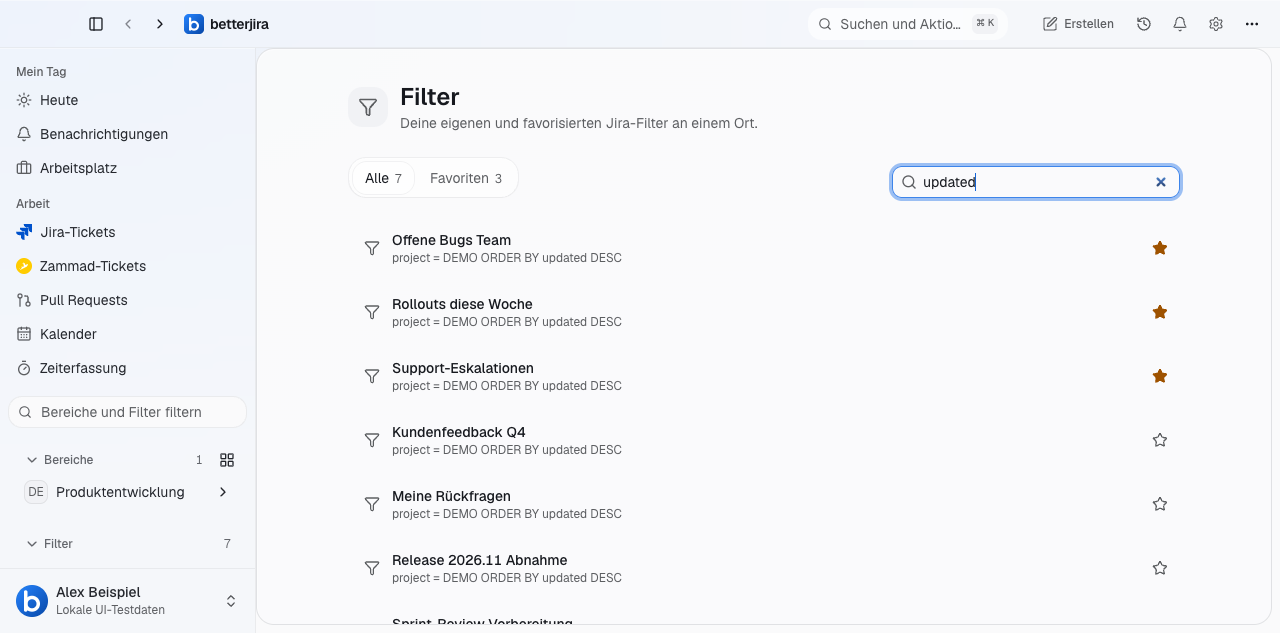 betterjira
Suchen und Aktio...
⌘ K
Erstellen
Mein Tag
Heute
Benachrichtigungen
Arbeitsplatz
Arbeit
Jira-Tickets
Zammad-Tickets
Pull Requests
Kalender
Zeiterfassung
Bereiche und Filter filtern
Bereiche 1
DE Produktentwicklung
Filter 7
Alex Beispiel
Lokale UI-Testdaten
Filter
Deine eigenen und favorisierten Jira-Filter an einem Ort.
Alle 7 Favoriten 3
updated
Offene Bugs Team
project = DEMO ORDER BY updated DESC
Rollouts diese Woche
project = DEMO ORDER BY updated DESC
Support-Eskalationen
project = DEMO ORDER BY updated DESC
Kundenfeedback Q4
project = DEMO ORDER BY updated DESC
Meine Rückfragen
project = DEMO ORDER BY updated DESC
Release 2026.11 Abnahme
project = DEMO ORDER BY updated DESC
Sprint-Review Vorbereitung